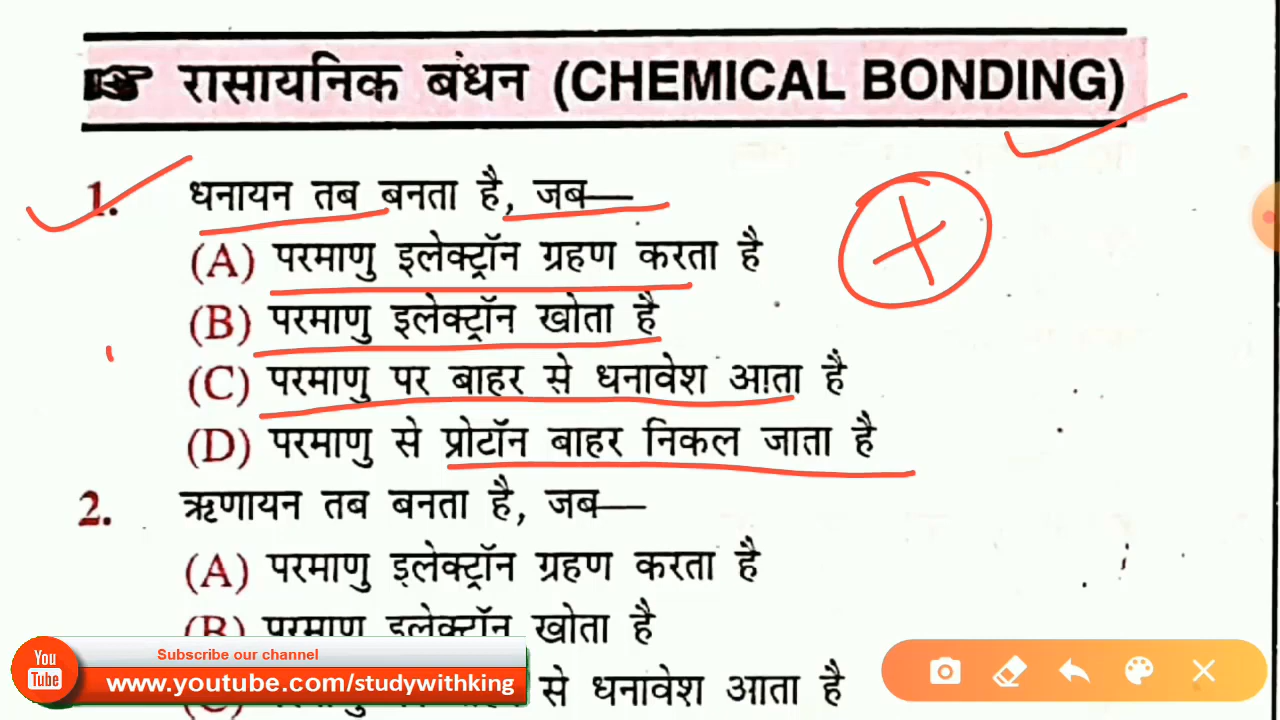 रासायनिक बंधन (CHEMICAL BONDING)
1. धनायन तब बनता है, जब—
(A) परमाणु इलेक्ट्रॉन ग्रहण करता है
(B) परमाणु इलेक्ट्रॉन खोता है
(C) परमाणु पर बाहर से धनावेश आता है
(D) परमाणु से प्रोटॉन बाहर निकल जाता है
2. ऋणायन तब बनता है, जब—
(A) परमाणु इलेक्ट्रॉन ग्रहण करता है
(B) परमाणु इलेक्ट्रॉन खोता है
से धनावेश आता है
You Tube
Subscribe our channel
www.youtube.com/studywithking